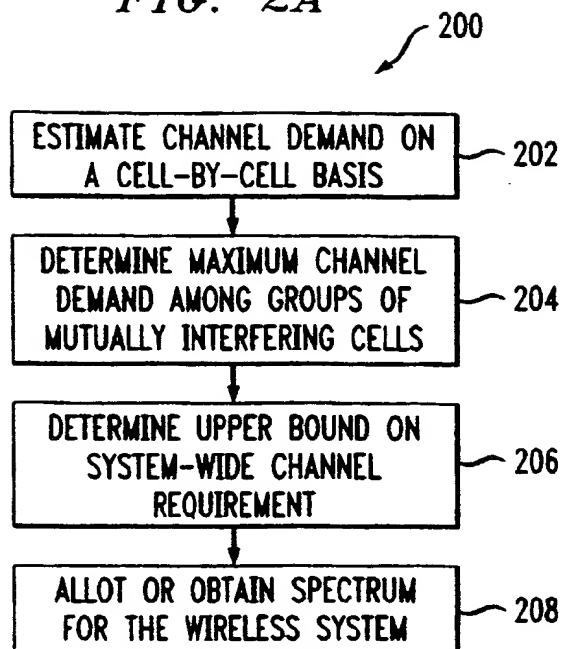 FIG. 2A
200
ESTIMATE CHANNEL DEMAND ON
A CELL-BY-CELL BASIS
202
DETERMINE MAXIMUM CHANNEL
DEMAND AMONG GROUPS OF
MUTUALLY INTERFERING CELLS
204
DETERMINE UPPER BOUND ON
SYSTEM-WIDE CHANNEL
REQUIREMENT
206
ALLOT OR OBTAIN SPECTRUM
FOR THE WIRELESS SYSTEM
208